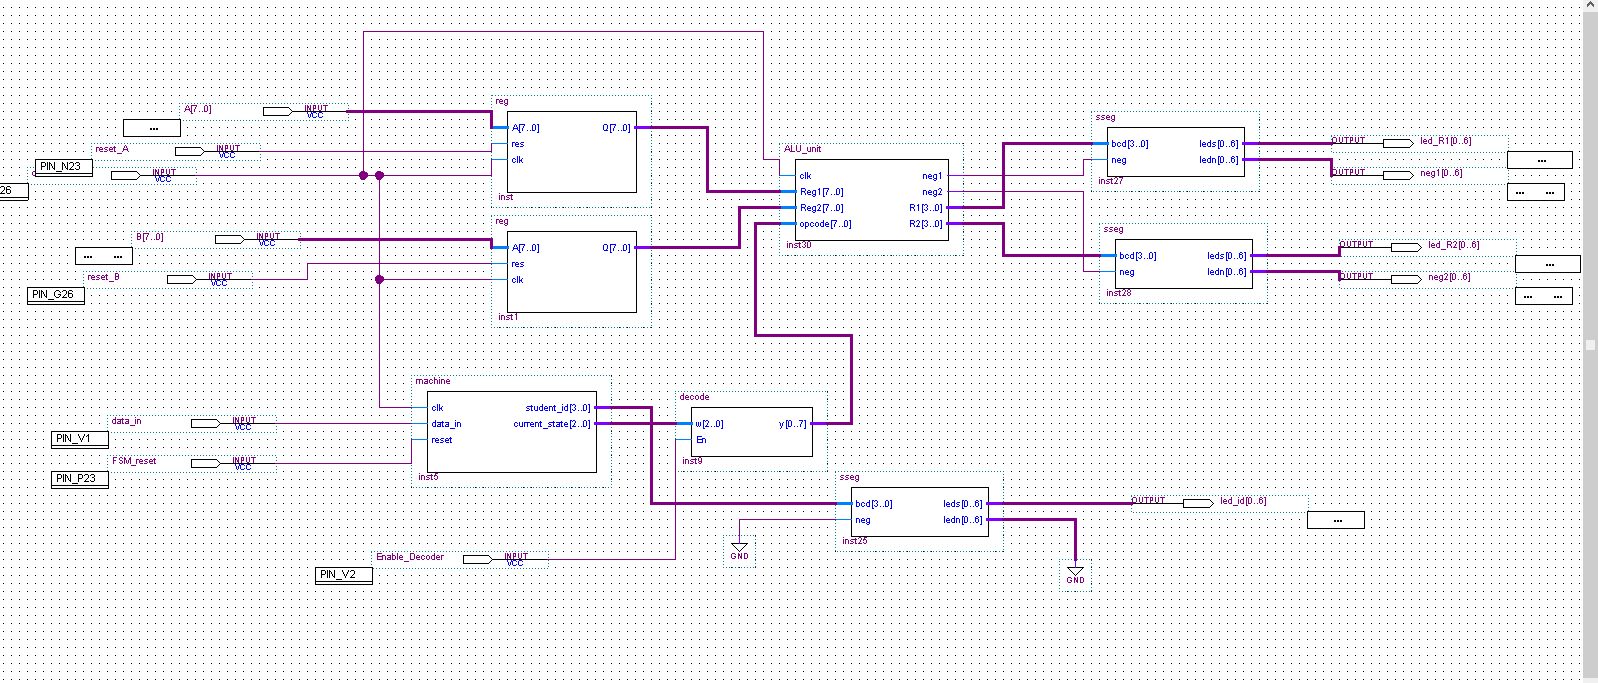 reg
A[7..0]
INPUT
VCC
...
A[7..0]
Q[7..0]
res
clk
inst
reset_A
INPUT
VCC
PIN_N23
INPUT
VCC
26
reg
B[7..0]
INPUT
VCC
... ...
A[7..0]
Q[7..0]
res
clk
inst1
reset_B
INPUT
VCC
PIN_G26
ALU_unit
clk
neg1
Reg1[7..0]
neg2
Reg2[7..0]
R1[3..0]
opcode[7..0]
R2[3..0]
inst30
sseg
bcd[3..0]
leds[0..6]
neg
ledn[0..6]
inst27
OUTPUT
led_R1[0..6]
...
OUTPUT
neg1[0..6]
... ...
sseg
bcd[3..0]
leds[0..6]
neg
ledn[0..6]
inst28
OUTPUT
led_R2[0..6]
...
OUTPUT
neg2[0..6]
... ...
machine
clk
student_id[3..0]
data_in
current_state[2..0]
reset
inst5
data_in
INPUT
VCC
PIN_V1
FSM_reset
INPUT
VCC
PIN_P23
decode
w[2..0]
y[0..7]
En
inst9
sseg
bcd[3..0]
leds[0..6]
neg
ledn[0..6]
inst25
OUTPUT
led_id[0..6]
...
GND
GND
Enable_Decoder
INPUT
VCC
PIN_V2